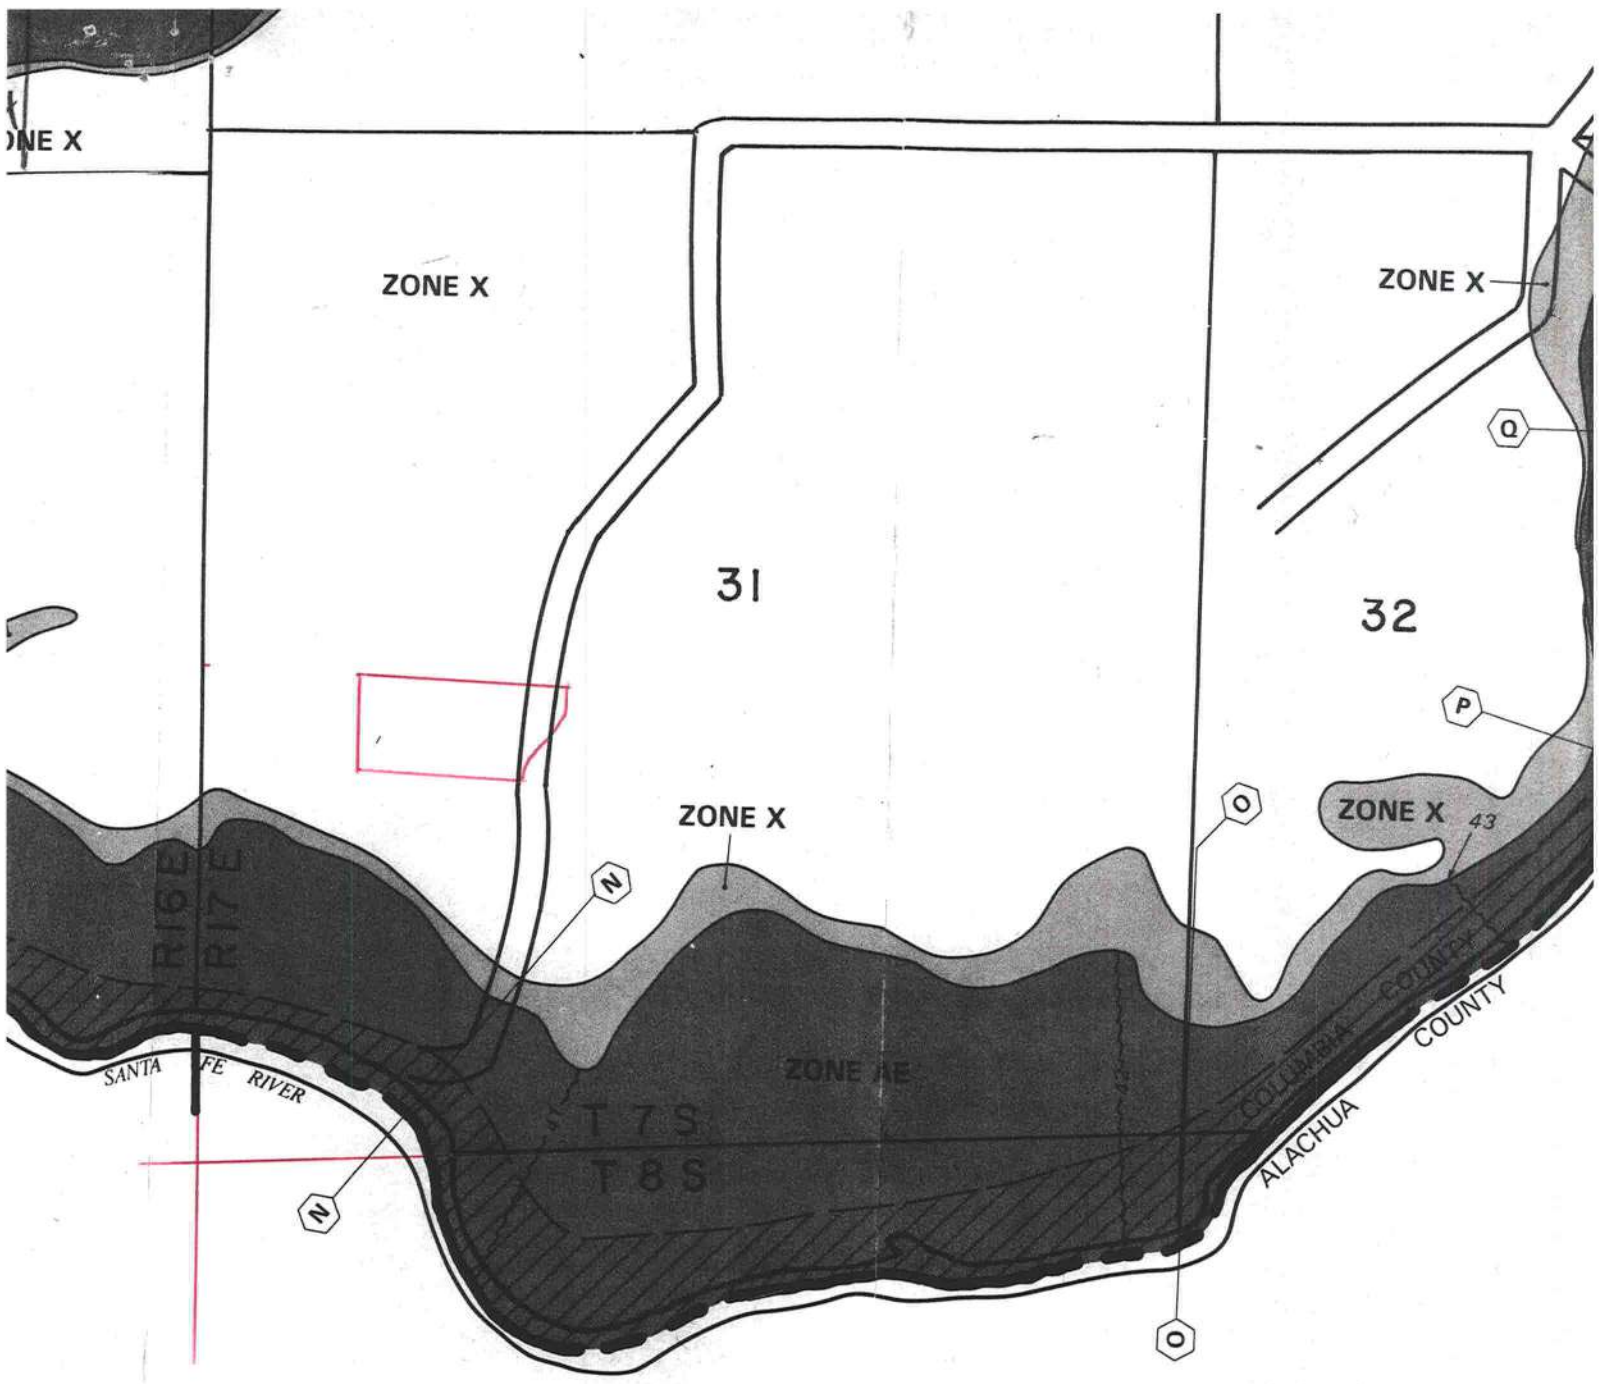 ZONE X
ZONE X
ZONE X
Q
31
32
P
O
ZONE X
ZONE X
43
N
R16E
R17E
COLUMBIA COUNTY
SANTA FE RIVER
ZONE AE
42
ALACHUA COUNTY
T 7 S
T 8 S
N
O